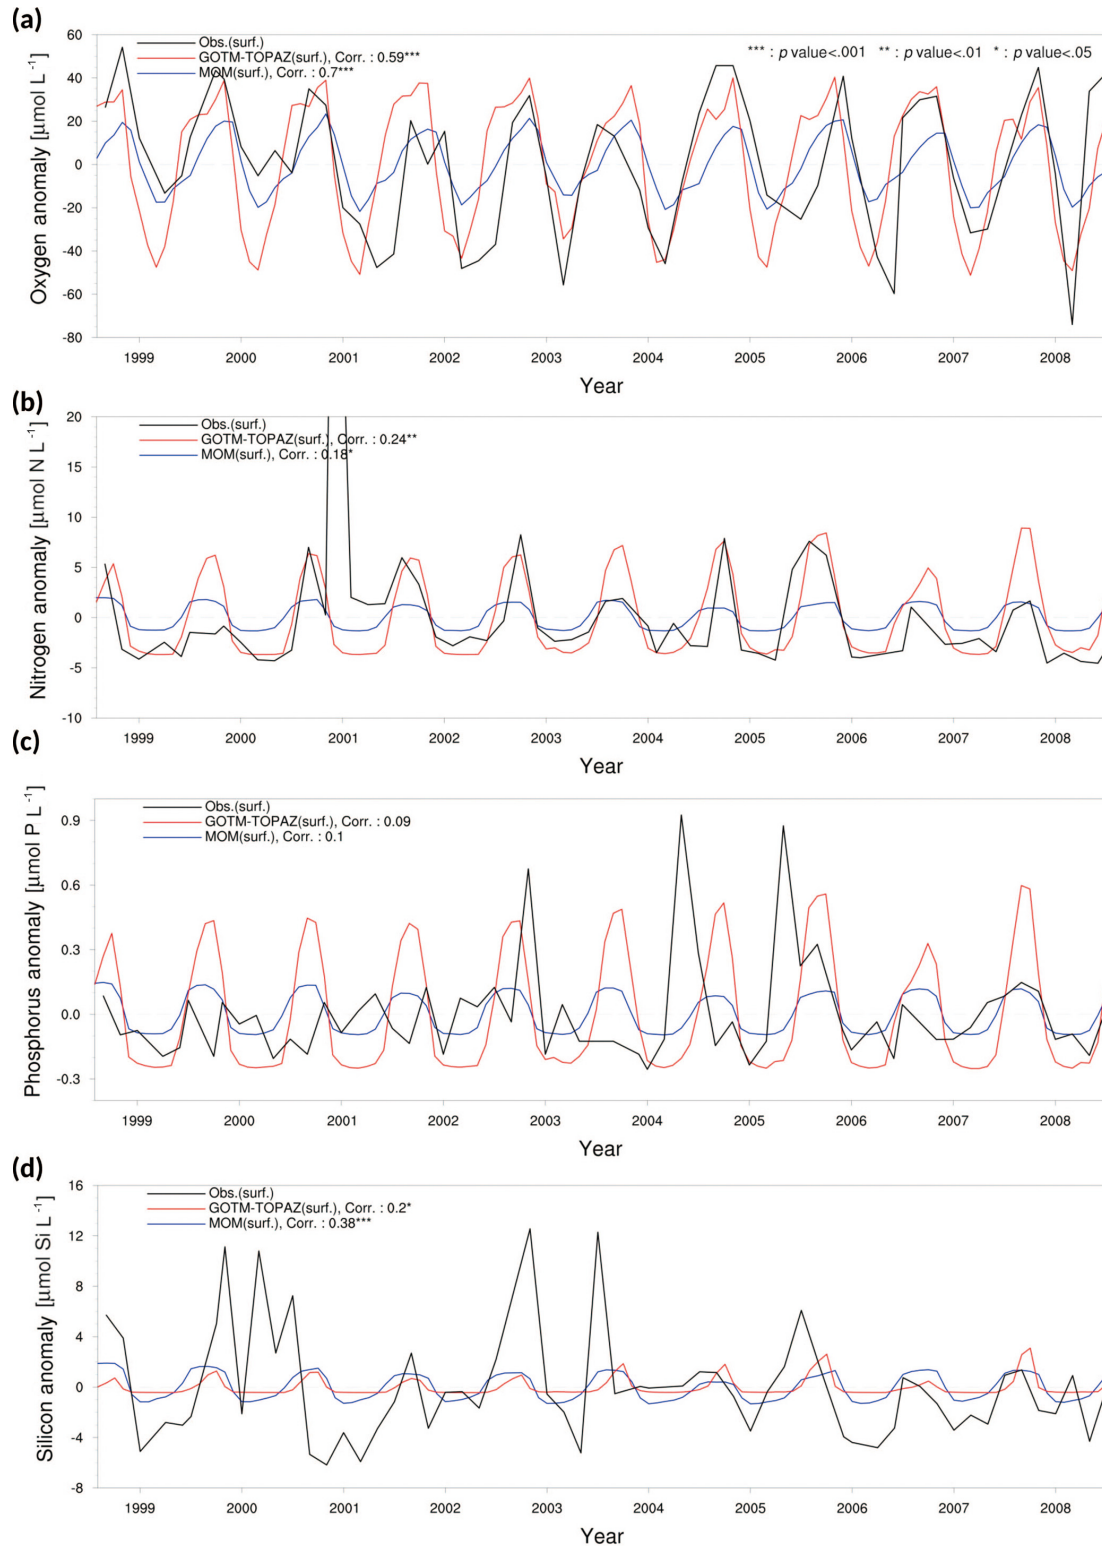 (a)
Oxygen anomaly [μmol L⁻¹]
60
40
20
0
-20
-40
-60
-80
Obs.(surf.)
GOTM-TOPAZ(surf.), Corr. : 0.59***
MOM(surf.), Corr. : 0.7***
*** : p value<.001 ** : p value<.01 * : p value<.05
1999 2000 2001 2002 2003 2004 2005 2006 2007 2008
Year
(b)
Nitrogen anomaly [μmol N L⁻¹]
20
15
10
5
0
-5
-10
Obs.(surf.)
GOTM-TOPAZ(surf.), Corr. : 0.24**
MOM(surf.), Corr. : 0.18*
1999 2000 2001 2002 2003 2004 2005 2006 2007 2008
Year
(c)
Phosphorus anomaly [μmol P L⁻¹]
0.9
0.6
0.3
0.0
-0.3
Obs.(surf.)
GOTM-TOPAZ(surf.), Corr. : 0.09
MOM(surf.), Corr. : 0.1
1999 2000 2001 2002 2003 2004 2005 2006 2007 2008
Year
(d)
Silicon anomaly [μmol Si L⁻¹]
16
12
8
4
0
-4
-8
Obs.(surf.)
GOTM-TOPAZ(surf.), Corr. : 0.2*
MOM(surf.), Corr. : 0.38***
1999 2000 2001 2002 2003 2004 2005 2006 2007 2008
Year